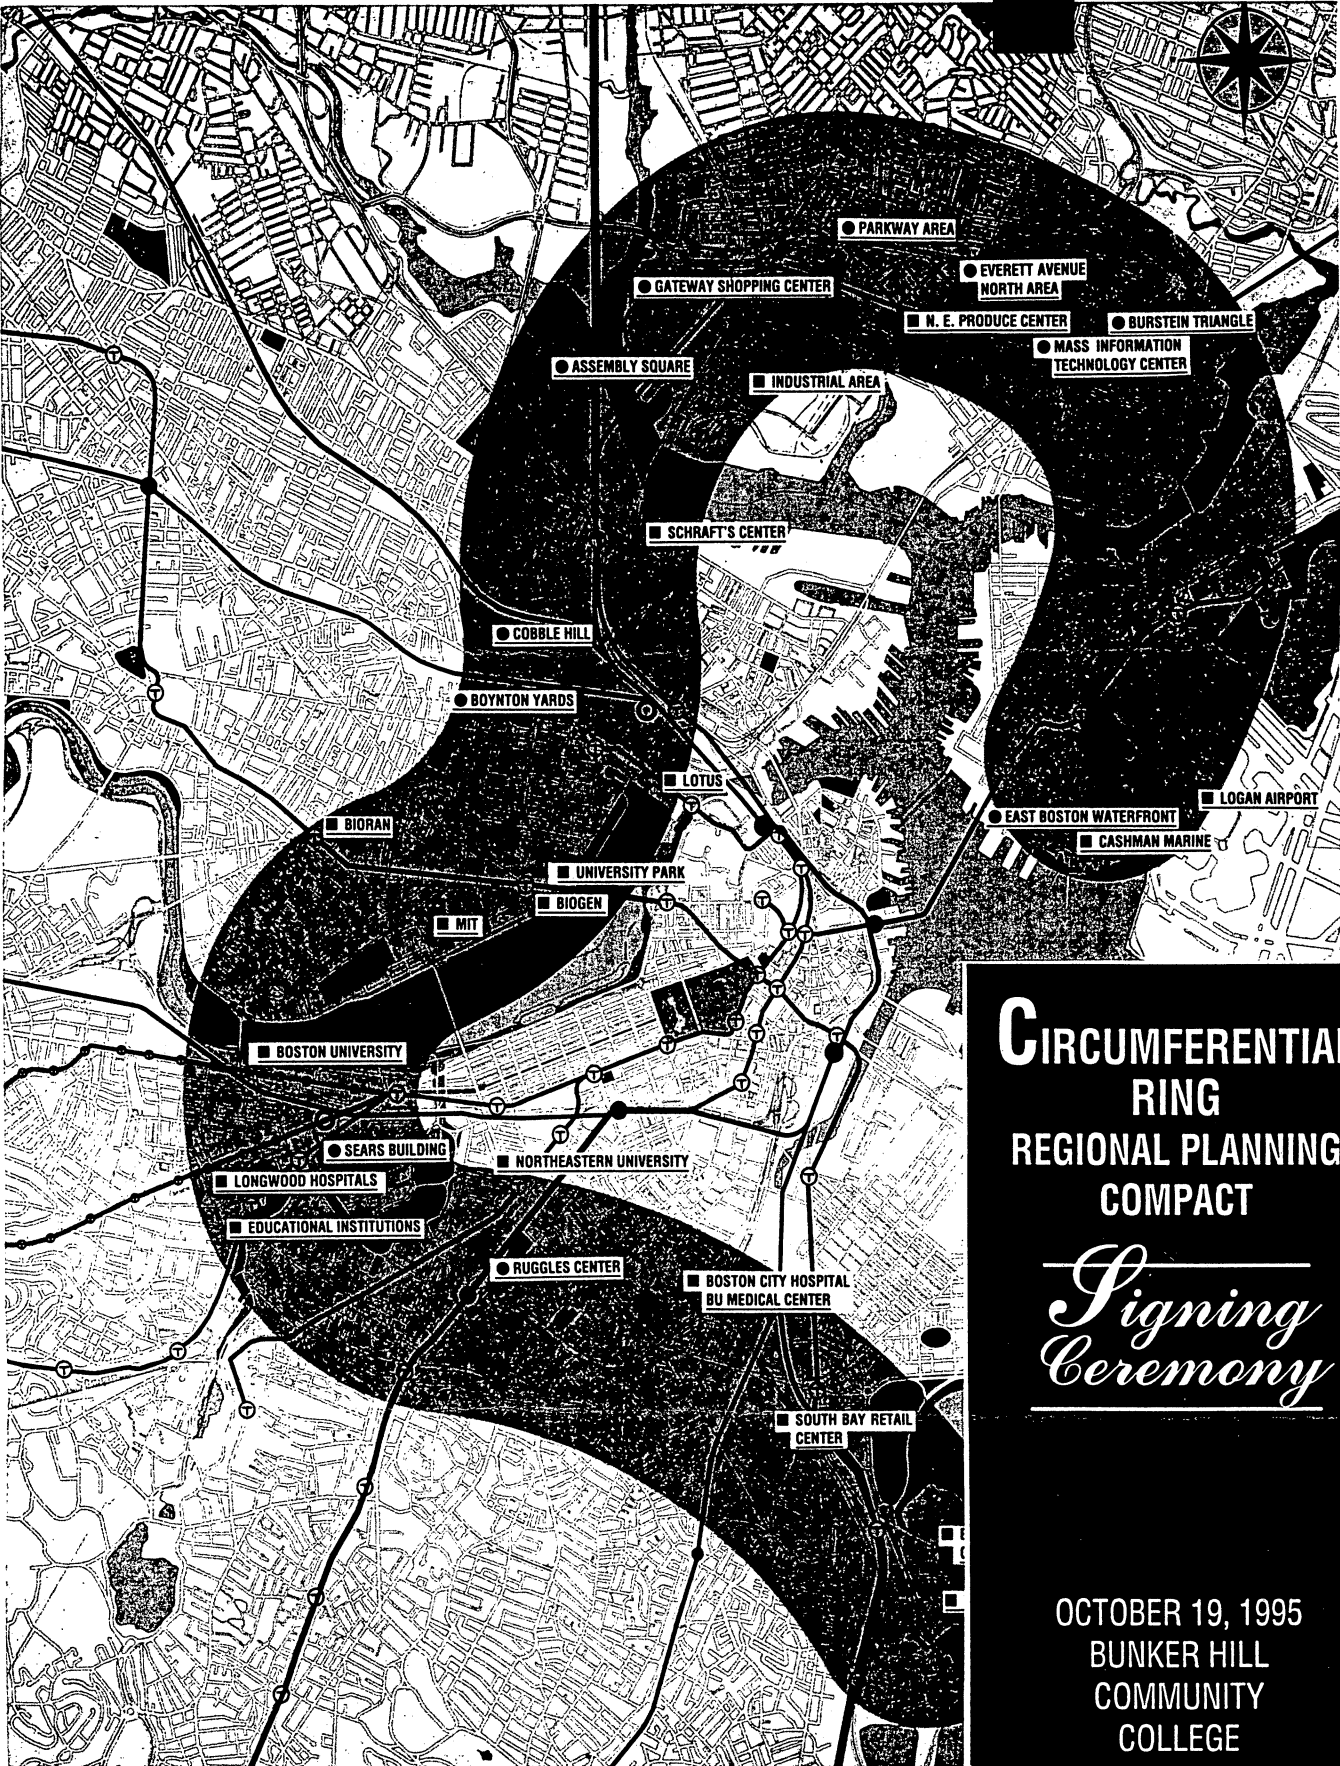 ● PARKWAY AREA
● EVERETT AVENUE
NORTH AREA
● GATEWAY SHOPPING CENTER
■ N. E. PRODUCE CENTER
● BURSTEIN TRIANGLE
● MASS INFORMATION
TECHNOLOGY CENTER
● ASSEMBLY SQUARE
■ INDUSTRIAL AREA
■ SCHRAFT'S CENTER
● COBBLE HILL
● BOYNTON YARDS
■ LOTUS
■ LOGAN AIRPORT
● EAST BOSTON WATERFRONT
■ CASHMAN MARINE
■ BIORAN
■ UNIVERSITY PARK
■ BIOGEN
■ MIT
■ BOSTON UNIVERSITY
● SEARS BUILDING
■ NORTHEASTERN UNIVERSITY
■ LONGWOOD HOSPITALS
■ EDUCATIONAL INSTITUTIONS
● RUGGLES CENTER
■ BOSTON CITY HOSPITAL
BU MEDICAL CENTER
■ SOUTH BAY RETAIL
CENTER
CIRCUMFERENTIAL
RING
REGIONAL PLANNING
COMPACT
Signing
Ceremony
OCTOBER 19, 1995
BUNKER HILL
COMMUNITY
COLLEGE